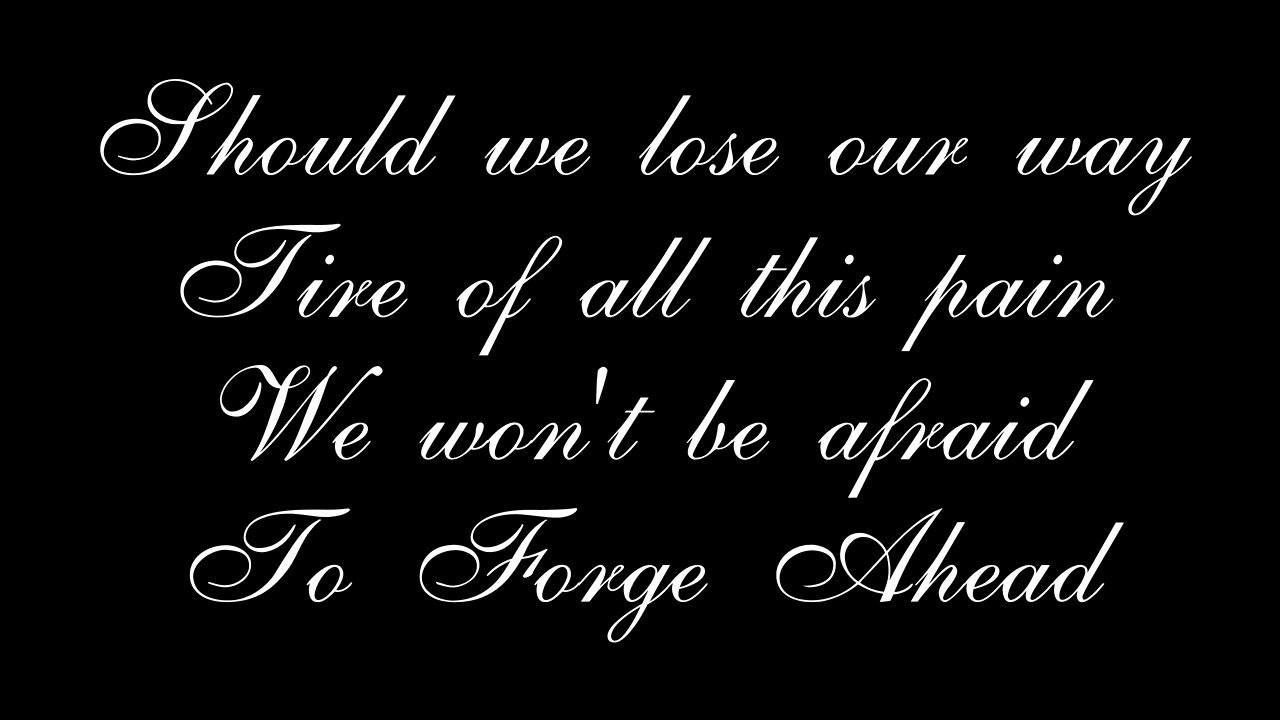 Should we lose our way
Tire of all this pain
We won't be afraid
To Forge Ahead